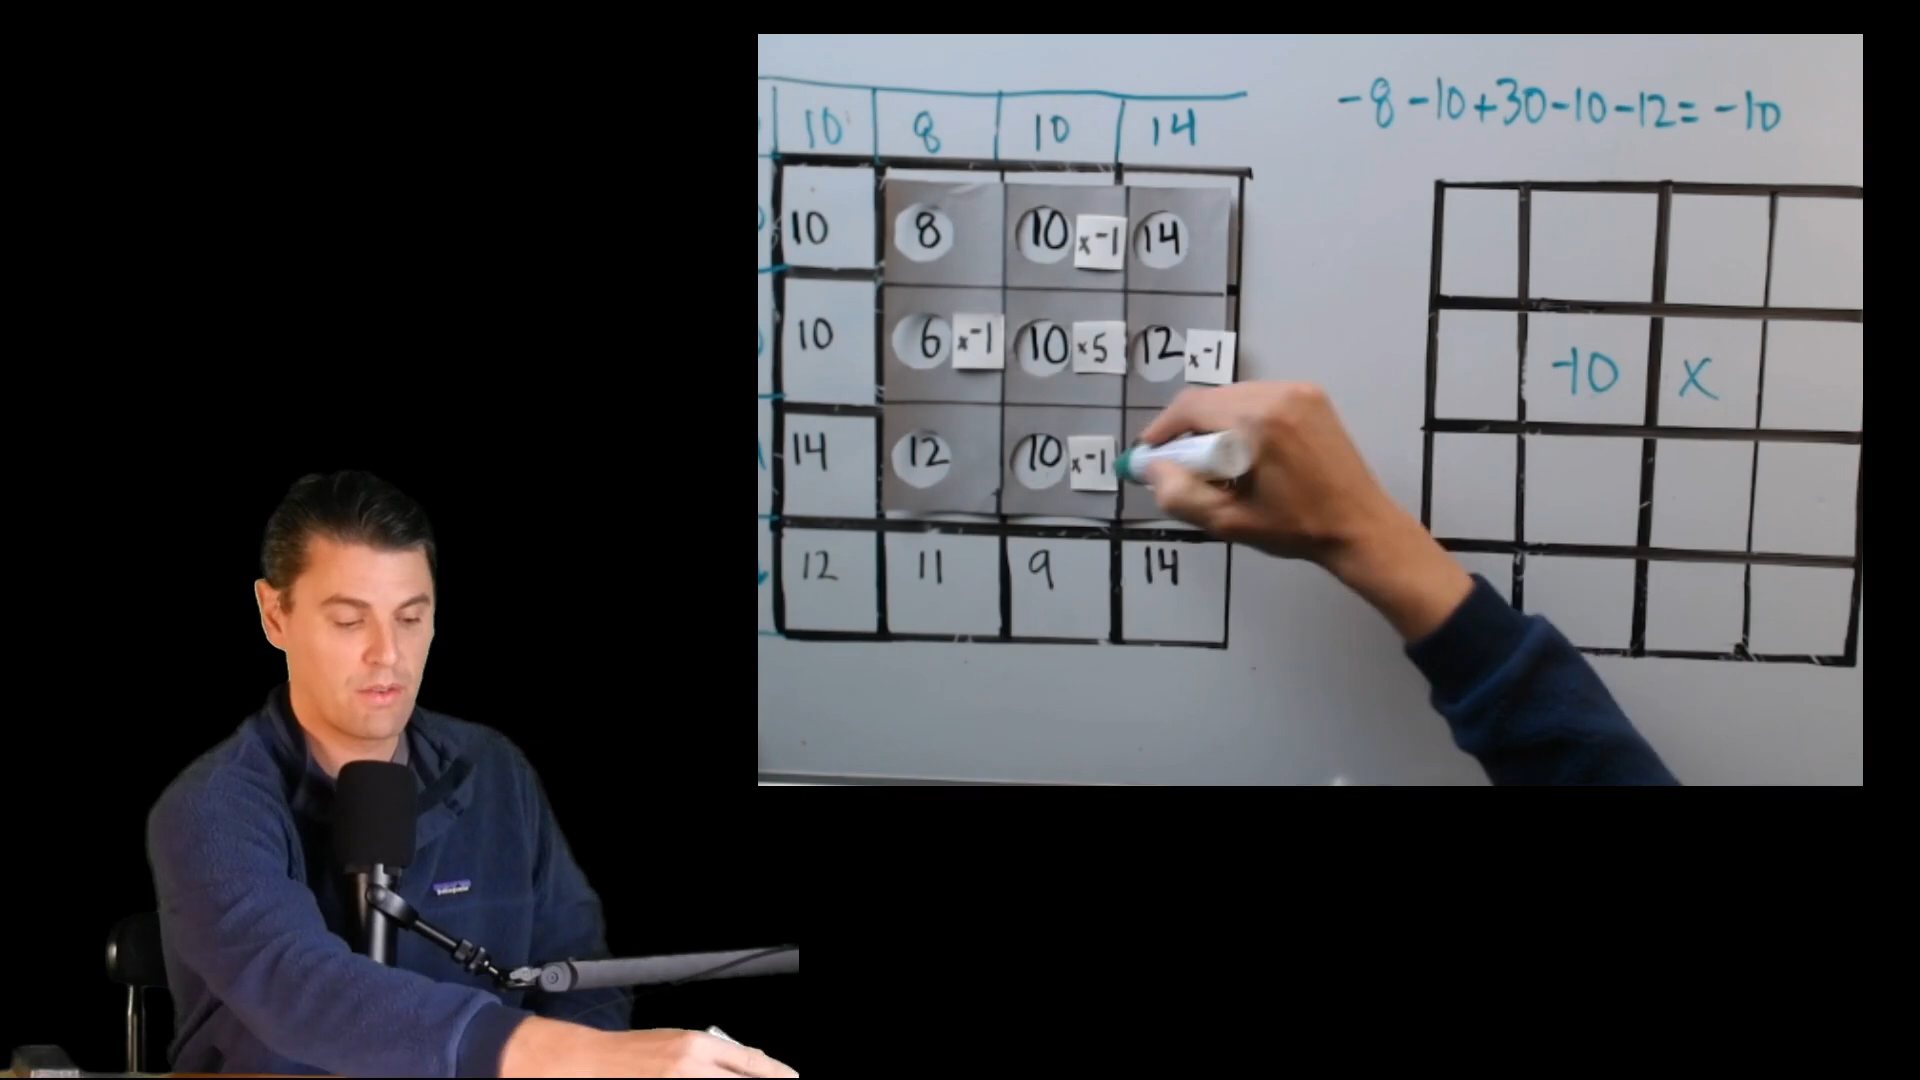 -8-10+30-10-12=-10
10 8 10 14
10 8 10 x-1 14
10 6 x-1 10 x5 12 x-1
-10 x
14 12 10 x-1
12 11 9 14